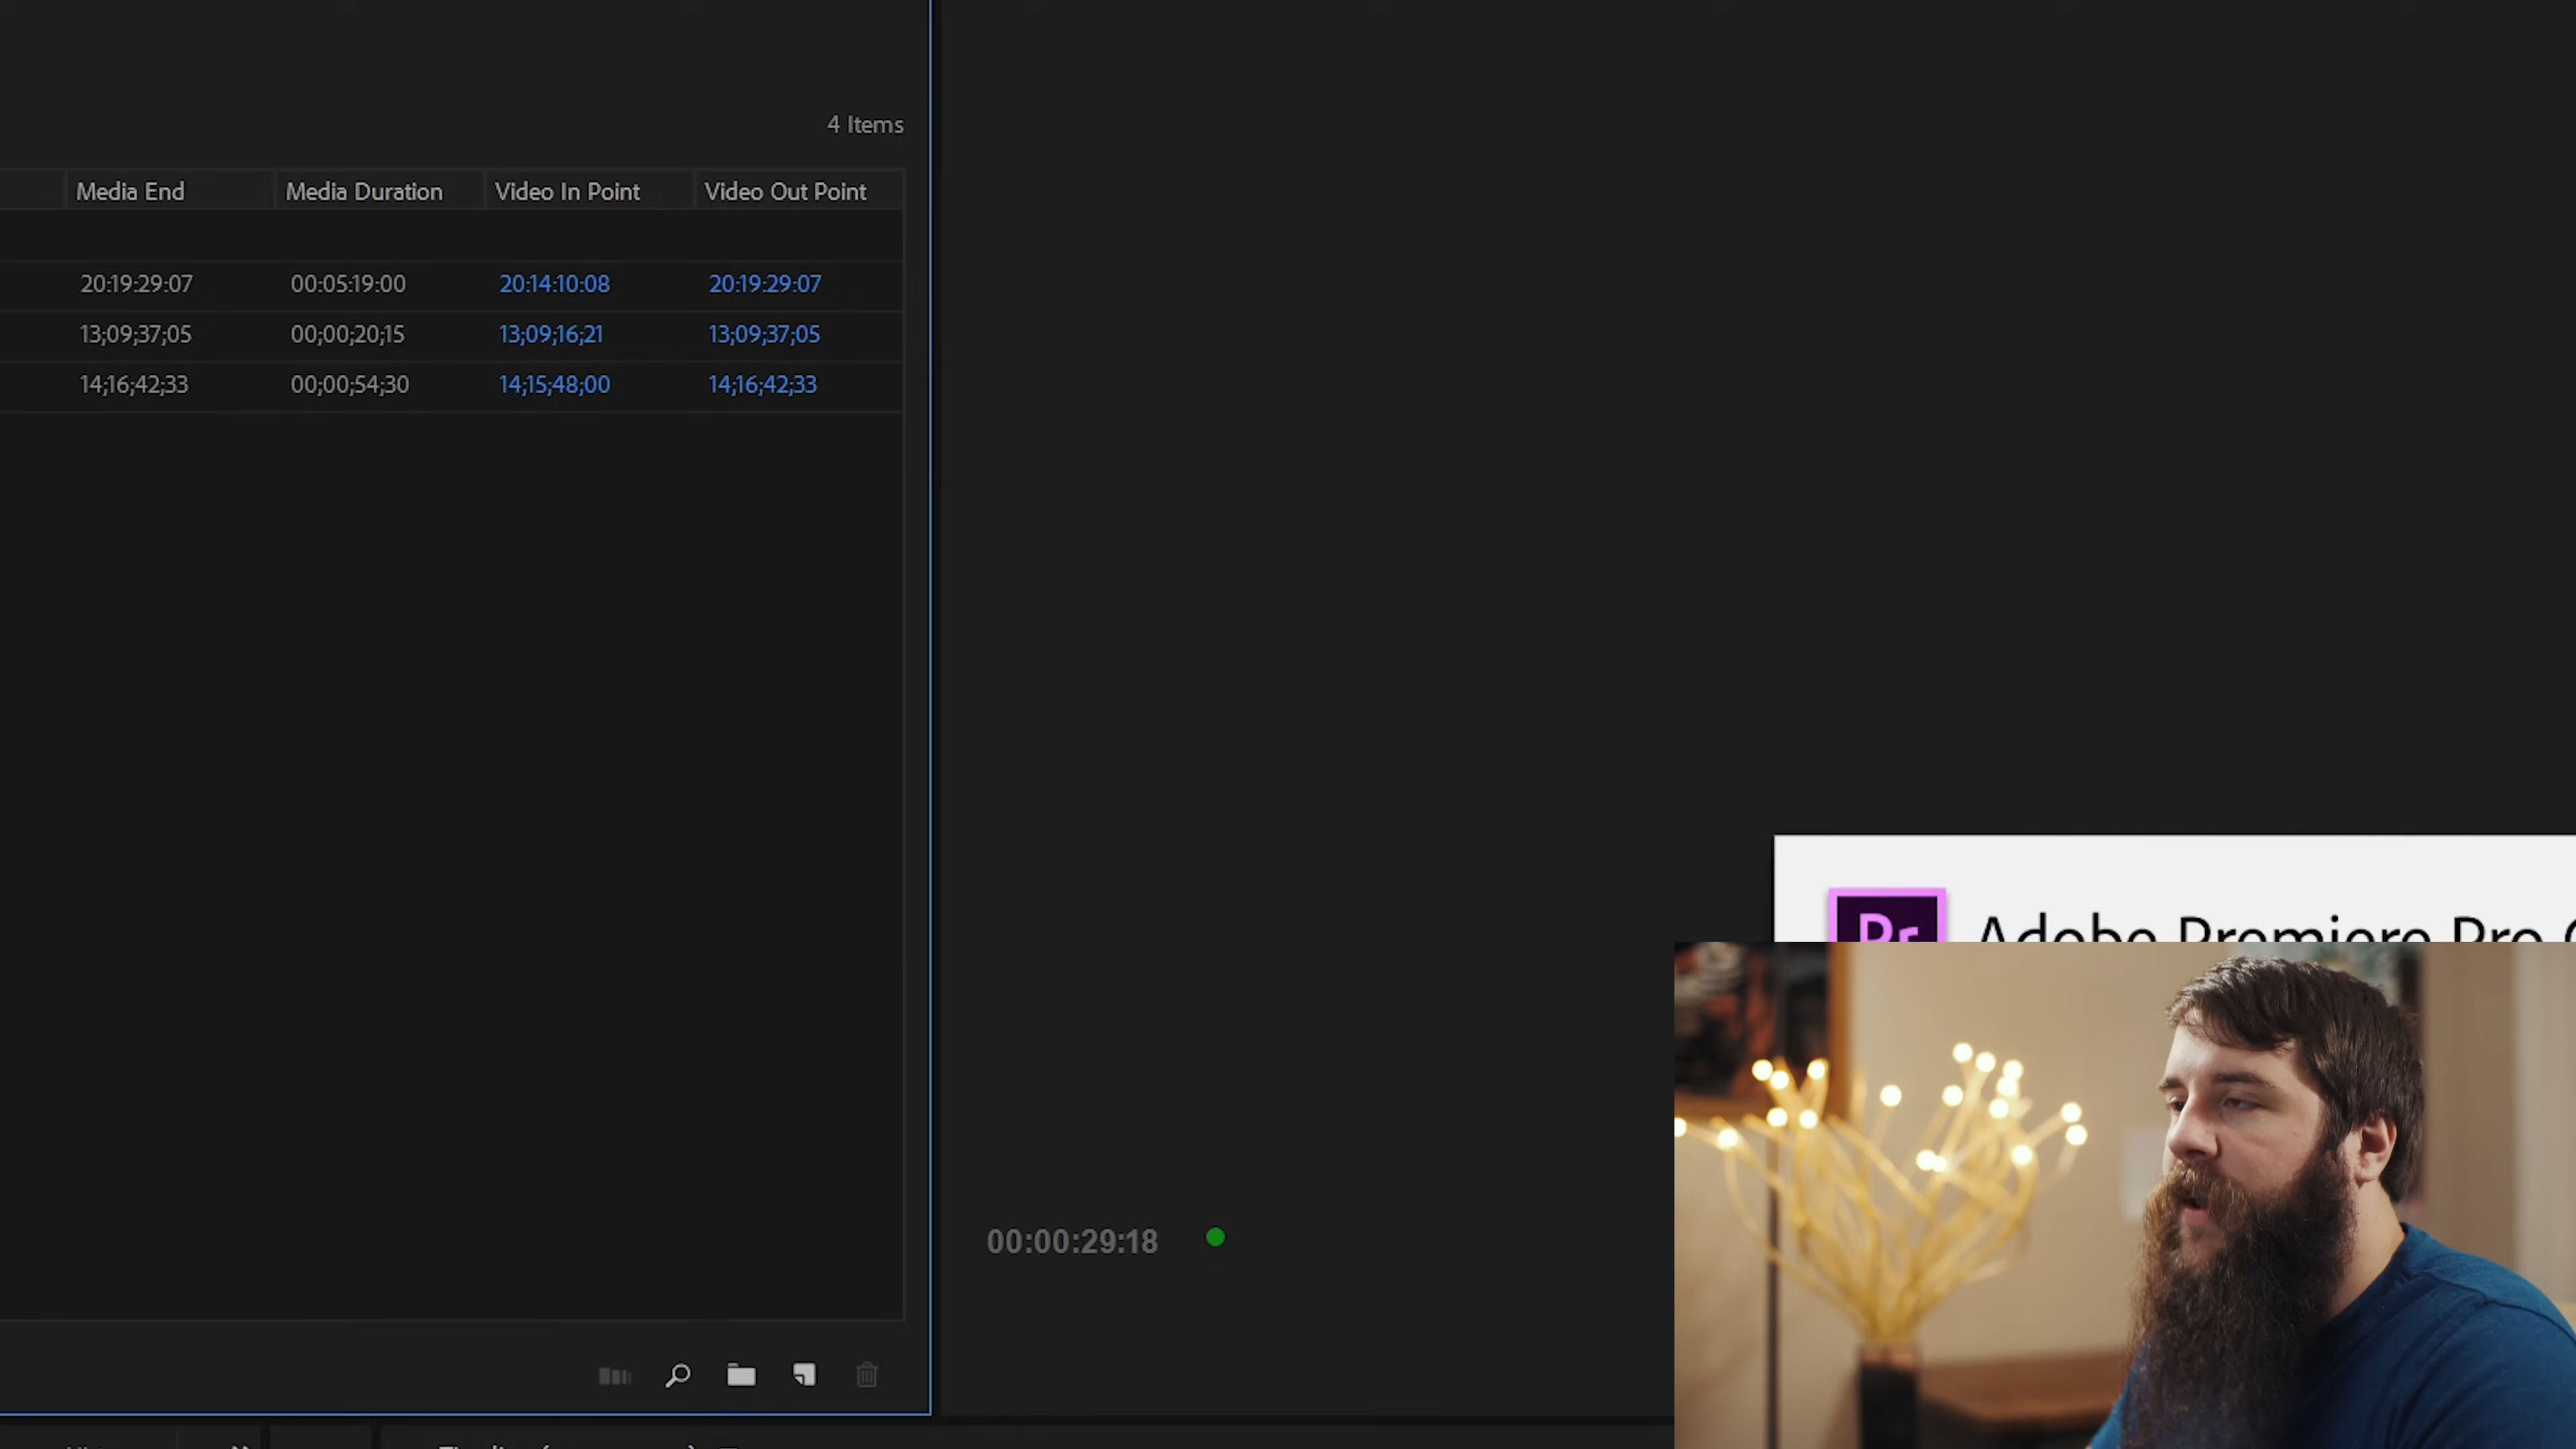 4 Items
Media End Media Duration Video In Point Video Out Point
20:19:29:07 00:05:19:00 20:14:10:08 20:19:29:07
13;09;37;05 00;00;20;15 13;09;16;21 13;09;37;05
14;16;42;33 00;00;54;30 14;15;48;00 14;16;42;33
Pr Adobe Premiere Pro
00:00:29:18